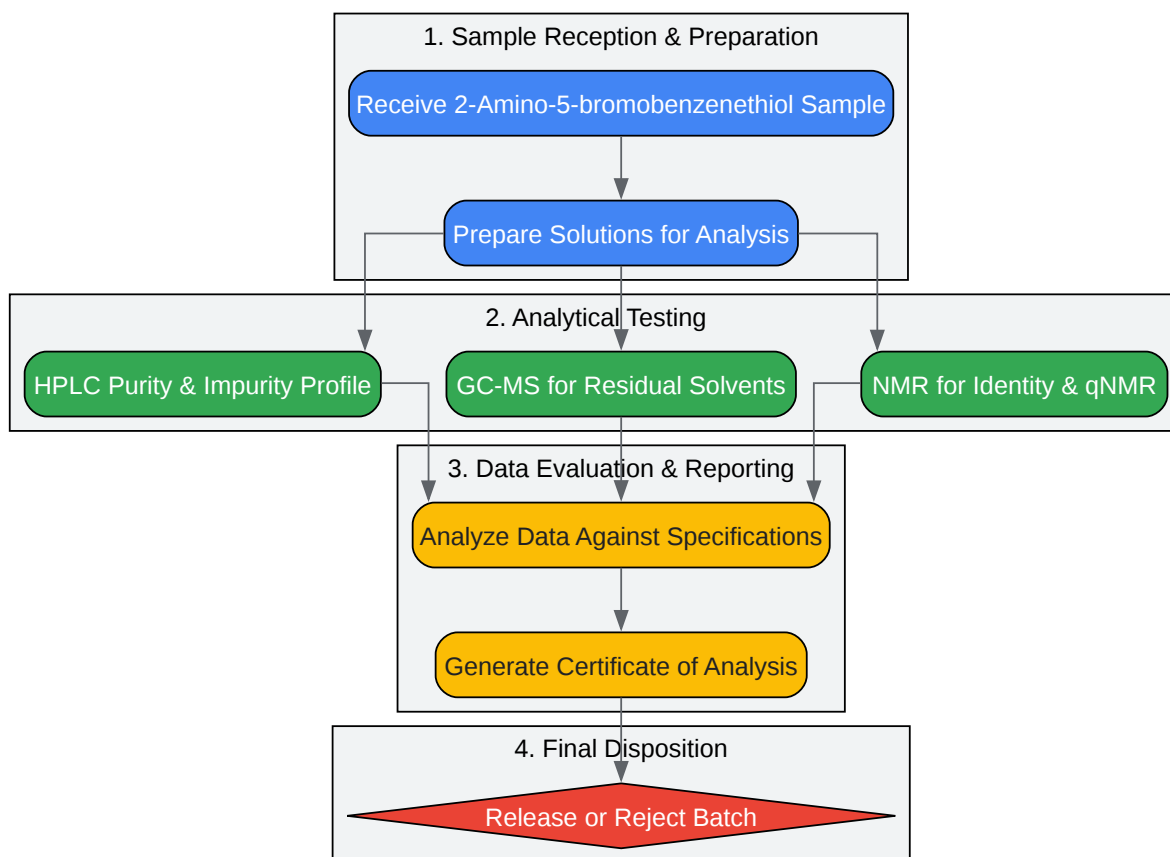 1. Sample Reception & Preparation
Receive 2-Amino-5-bromobenzenethiol Sample
Prepare Solutions for Analysis
2. Analytical Testing
HPLC Purity & Impurity Profile
GC-MS for Residual Solvents
NMR for Identity & qNMR
3. Data Evaluation & Reporting
Analyze Data Against Specifications
Generate Certificate of Analysis
4. Final Disposition
Release or Reject Batch